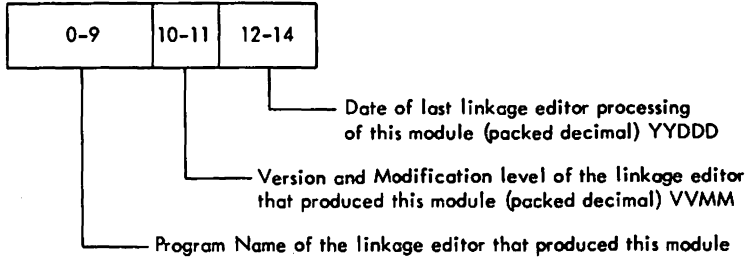 0-9 10-11 12-14
Date of last linkage editor processing
of this module (packed decimal) YYDDD
Version and Modification level of the linkage editor
that produced this module (packed decimal) VVMM
Program Name of the linkage editor that produced this module